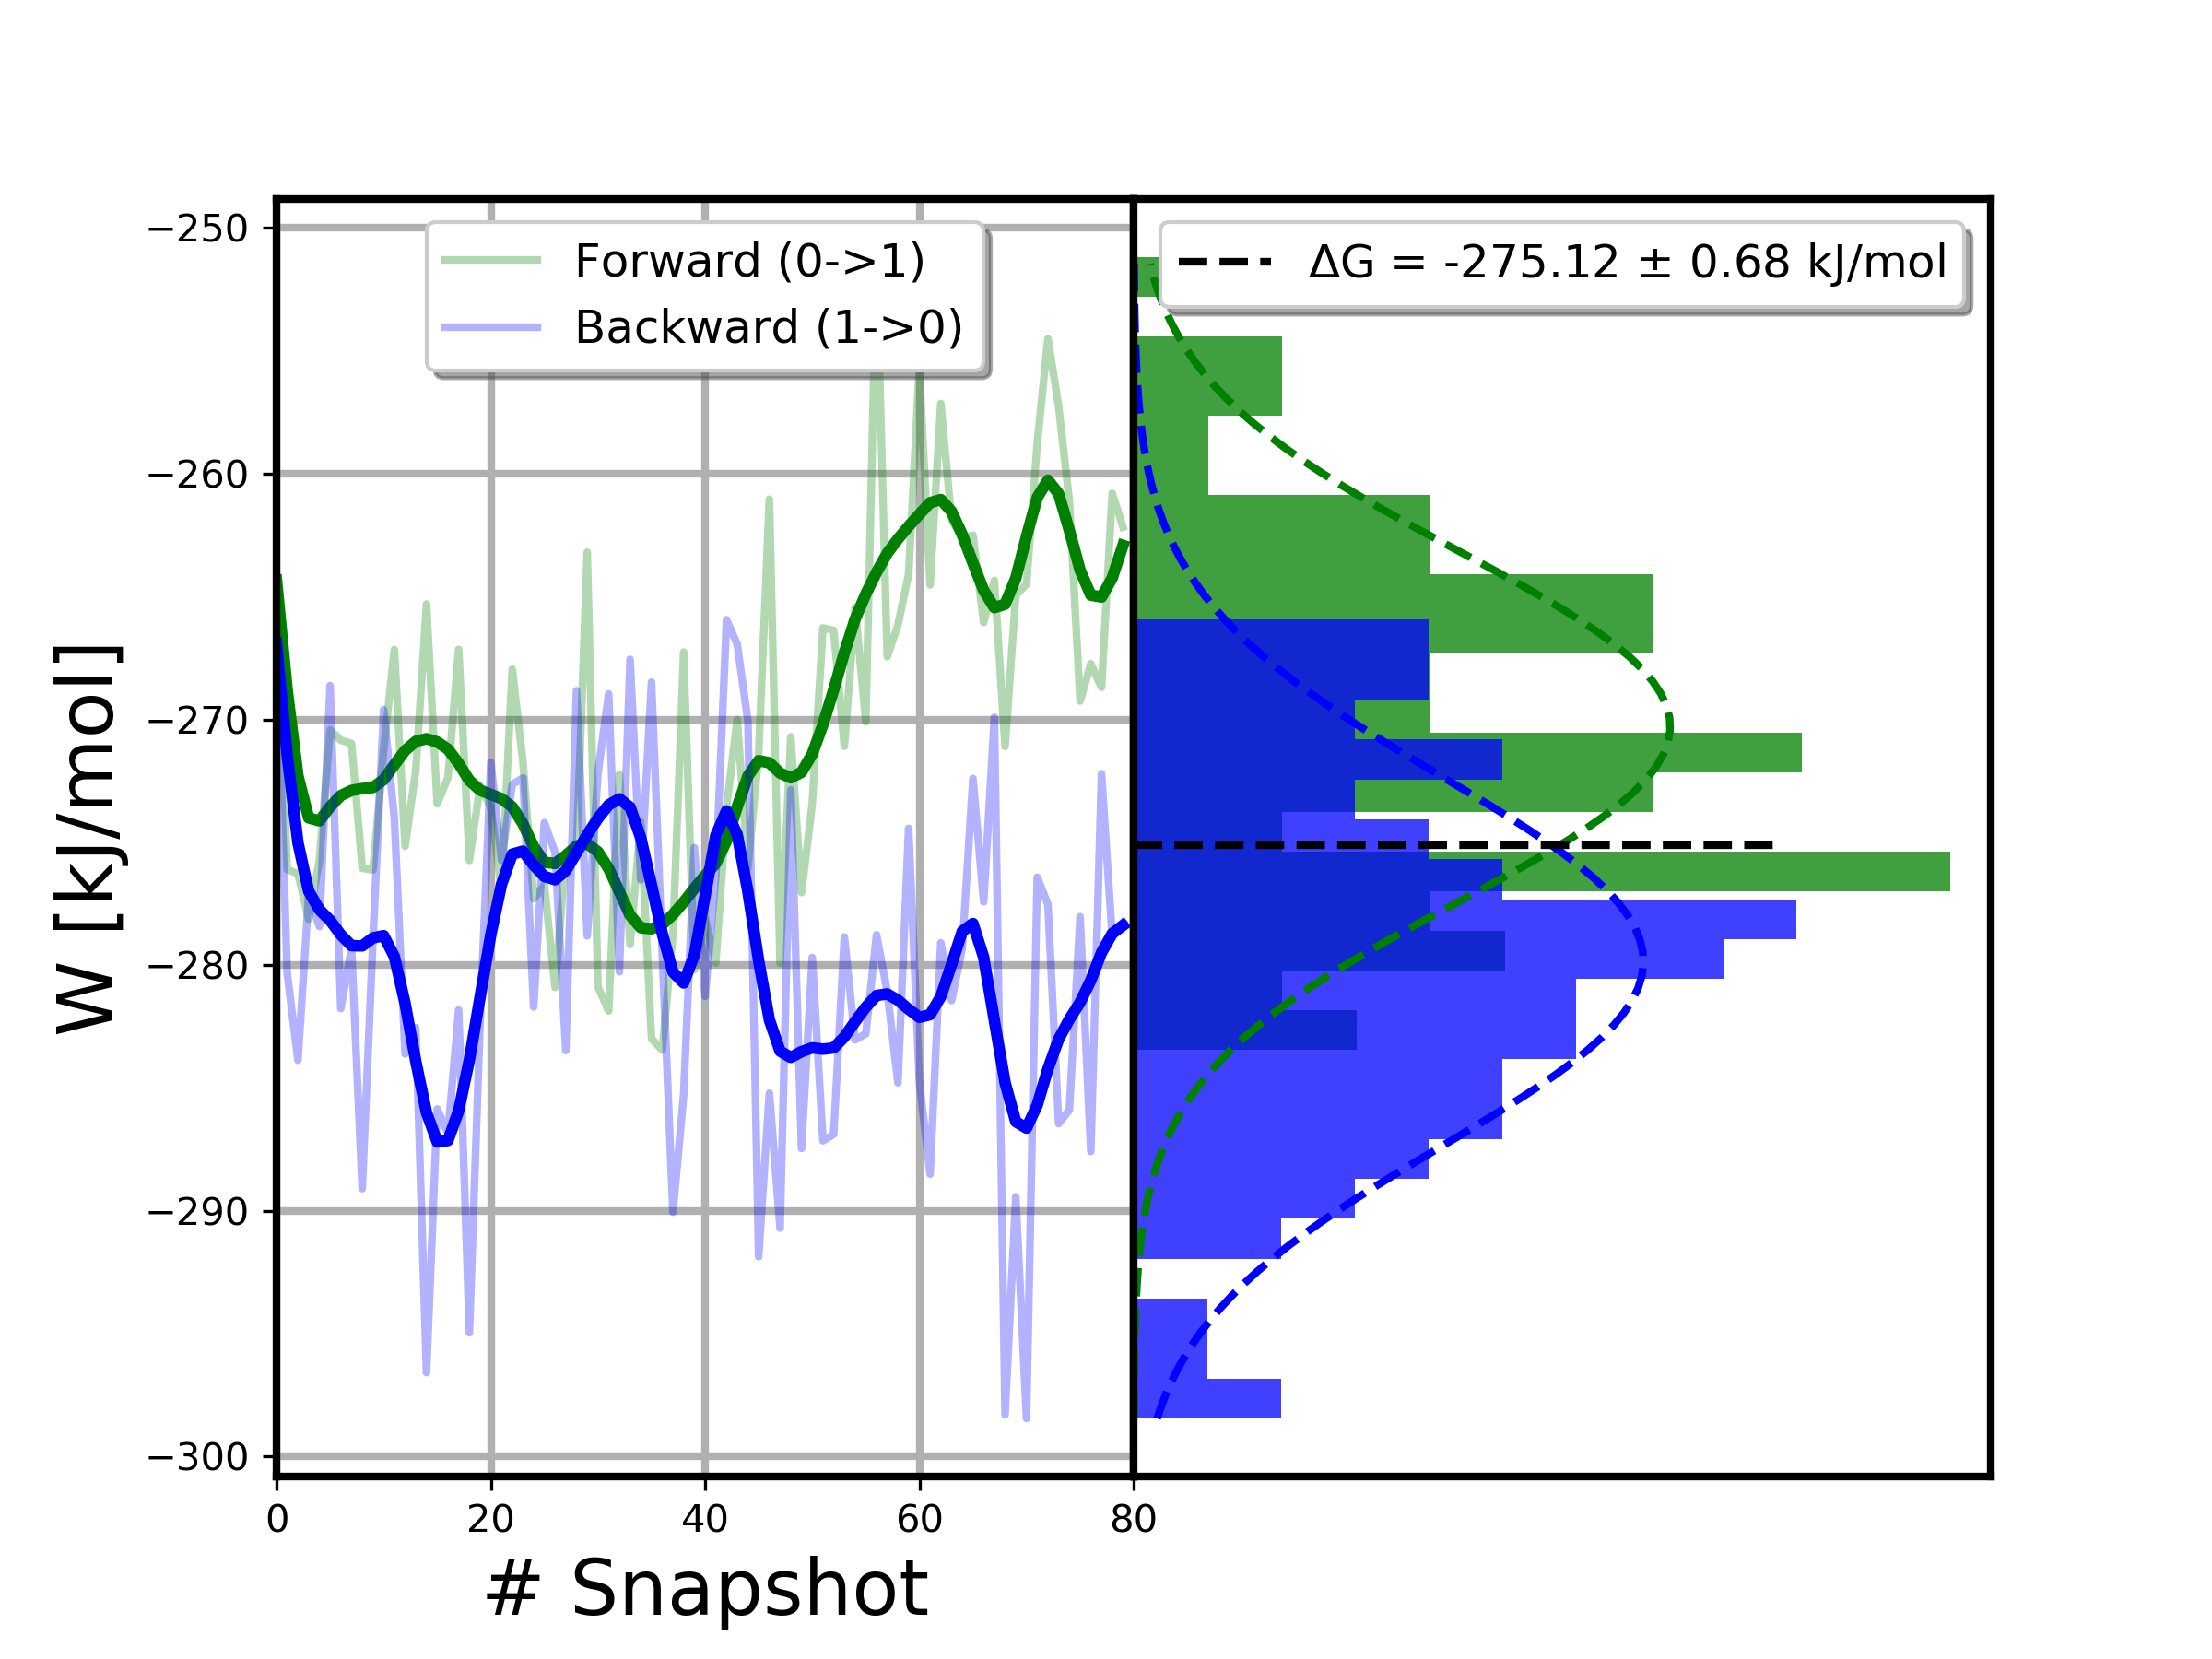 −250
−260
−270
−280
−290
−300
W [kJ/mol]
0
20
40
60
80
# Snapshot
Forward (0->1)
Backward (1->0)
ΔG = -275.12 ± 0.68 kJ/mol